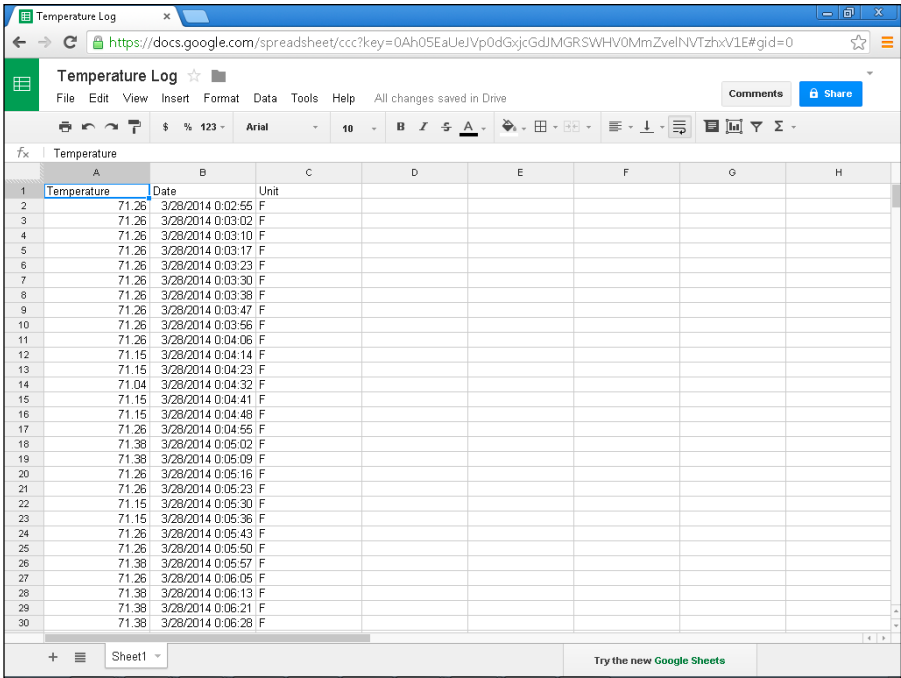 Temperature Log
https://docs.google.com/spreadsheet/ccc?key=0Ah05EaUeJVp0dGxjcGdJMGRSWHV0MmZvelNVTzhxV1E#gid=0
Temperature Log
File Edit View Insert Format Data Tools Help All changes saved in Drive
Comments
Share
$ % 123 Arial 10 B I S A Σ
fx Temperature
A B C D E F G H
1 Temperature Date Unit
2 71.26 3/28/2014 0:02:55 F
3 71.26 3/28/2014 0:03:02 F
4 71.26 3/28/2014 0:03:10 F
5 71.26 3/28/2014 0:03:17 F
6 71.26 3/28/2014 0:03:23 F
7 71.26 3/28/2014 0:03:30 F
8 71.26 3/28/2014 0:03:38 F
9 71.26 3/28/2014 0:03:47 F
10 71.26 3/28/2014 0:03:56 F
11 71.26 3/28/2014 0:04:06 F
12 71.15 3/28/2014 0:04:14 F
13 71.15 3/28/2014 0:04:23 F
14 71.04 3/28/2014 0:04:32 F
15 71.15 3/28/2014 0:04:41 F
16 71.15 3/28/2014 0:04:48 F
17 71.26 3/28/2014 0:04:55 F
18 71.38 3/28/2014 0:05:02 F
19 71.38 3/28/2014 0:05:09 F
20 71.26 3/28/2014 0:05:16 F
21 71.26 3/28/2014 0:05:23 F
22 71.15 3/28/2014 0:05:30 F
23 71.15 3/28/2014 0:05:36 F
24 71.26 3/28/2014 0:05:43 F
25 71.26 3/28/2014 0:05:50 F
26 71.38 3/28/2014 0:05:57 F
27 71.26 3/28/2014 0:06:05 F
28 71.38 3/28/2014 0:06:13 F
29 71.38 3/28/2014 0:06:21 F
30 71.38 3/28/2014 0:06:28 F
Sheet1
Try the new Google Sheets